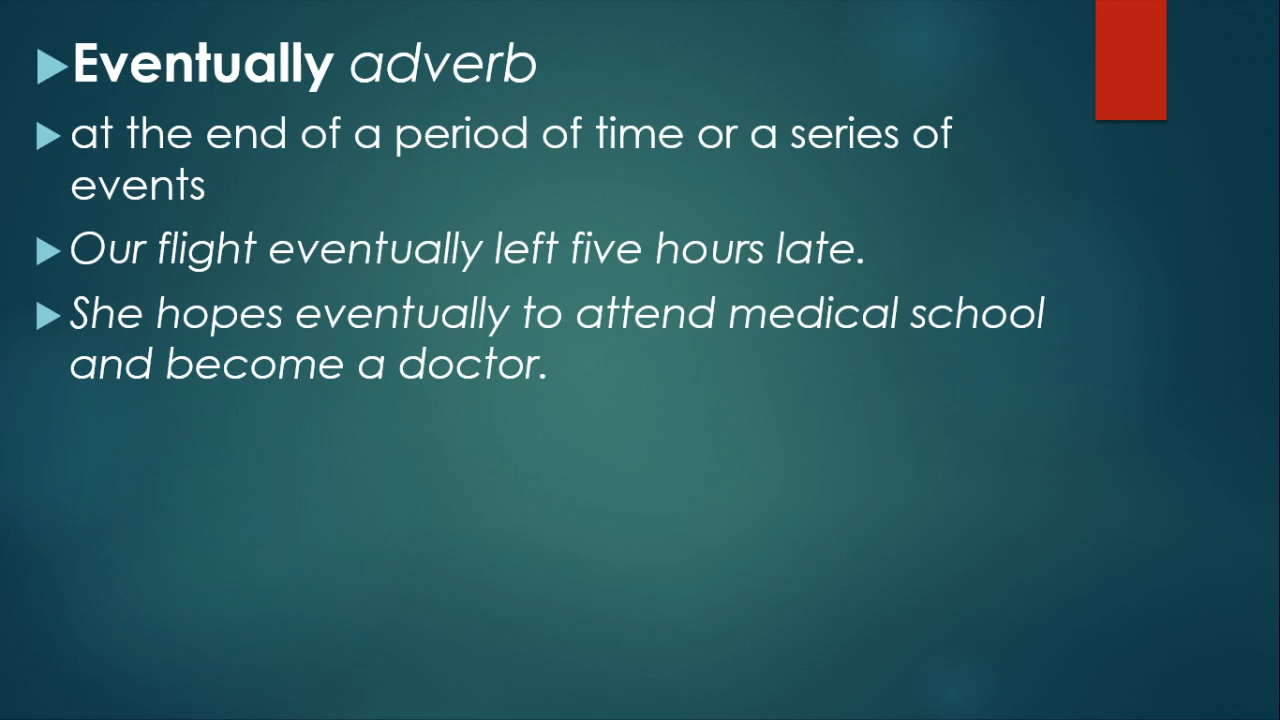 Eventually adverb
at the end of a period of time or a series of
events
Our flight eventually left five hours late.
She hopes eventually to attend medical school
and become a doctor.